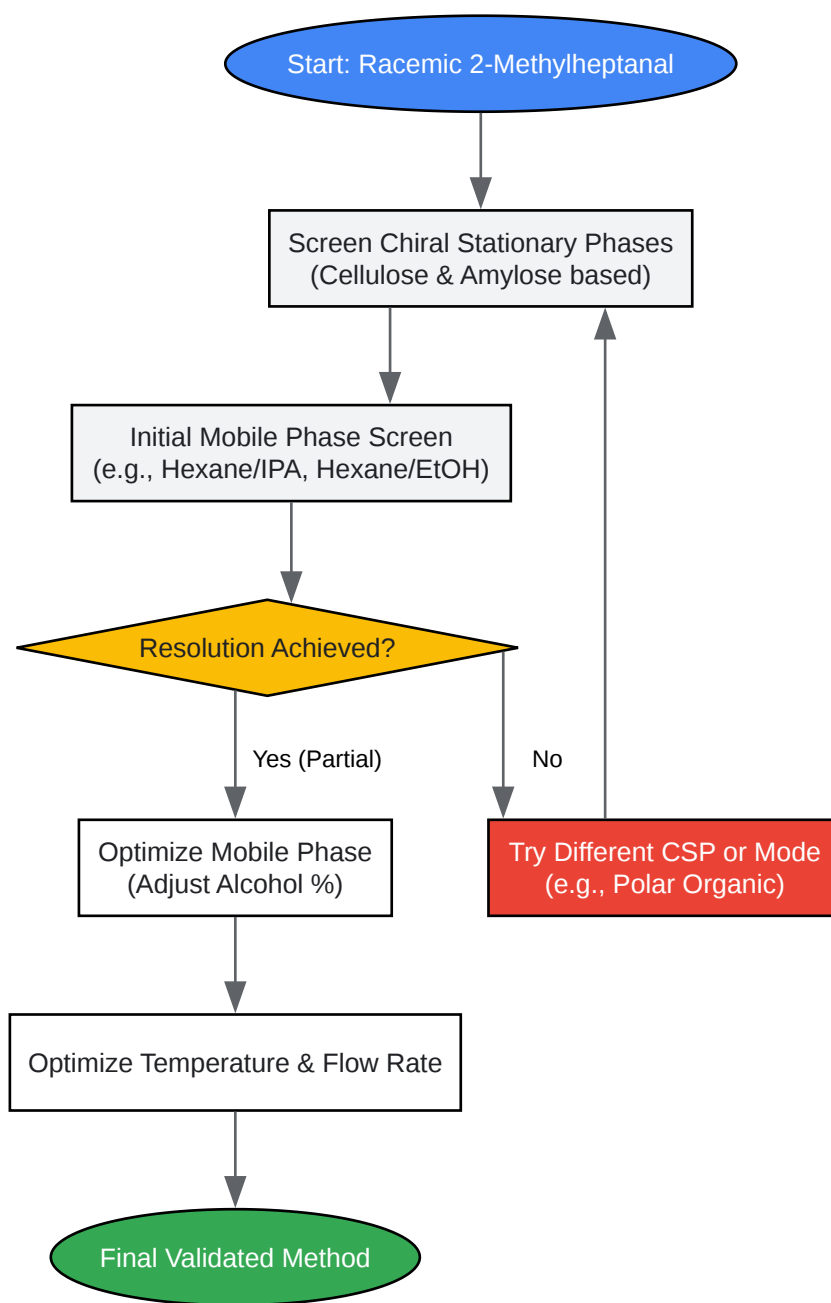 Start: Racemic 2-Methylheptanal
Screen Chiral Stationary Phases
(Cellulose & Amylose based)
Initial Mobile Phase Screen
(e.g., Hexane/IPA, Hexane/EtOH)
Resolution Achieved?
Yes (Partial)
No
Optimize Mobile Phase
(Adjust Alcohol %)
Try Different CSP or Mode
(e.g., Polar Organic)
Optimize Temperature & Flow Rate
Final Validated Method